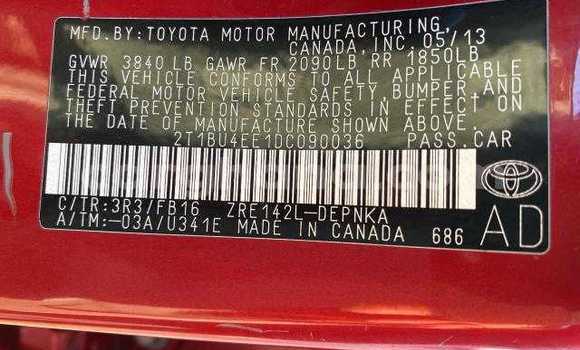 MFD.BY:TOYOTA MOTOR MANUFACTURING,
CANADA,INC. 05/13
GVWR 3840LB GAWR FR 2090LB RR 1850LB
THIS VEHICLE CONFORMS TO ALL APPLICABLE
FEDERAL MOTOR VEHICLE SAFETY BUMPER,AND
THEFT PREVENTION STANDARDS IN EFFECT ON
THE DATE OF MANUFACTURE SHOWN ABOVE.
2T1BU4EE1DC090036 PASS.CAR
C/TR:3R3/FB16 ZRE142L-DEPNKA
A/TM:-03A/U341E MADE IN CANADA 686 AD